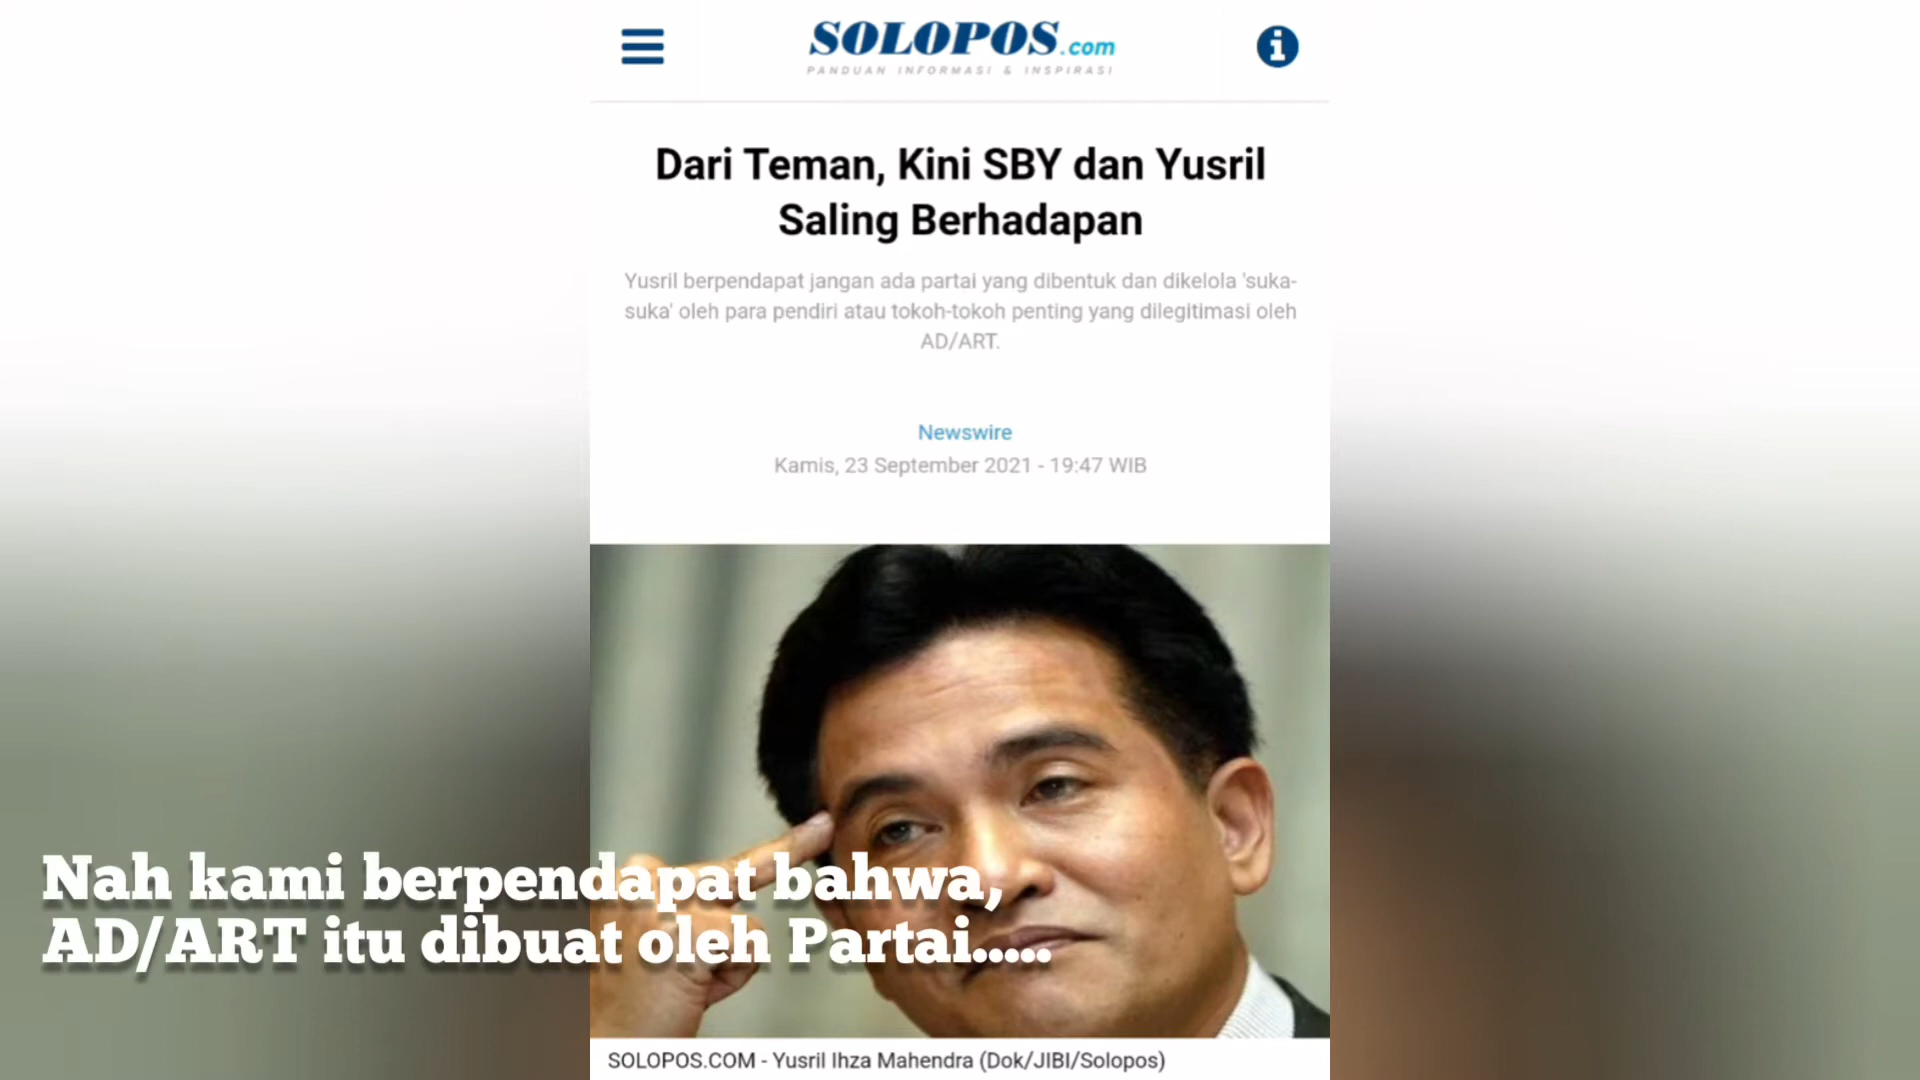 SOLOPOS.com
PANDUAN INFORMASI & INSPIRASI
Dari Teman, Kini SBY dan Yusril
Saling Berhadapan
Yusril berpendapat jangan ada partai yang dibentuk dan dikelola 'suka-
suka' oleh para pendiri atau tokoh-tokoh penting yang dilegitimasi oleh
AD/ART.
Newswire
Kamis, 23 September 2021 - 19:47 WIB
Nah kami berpendapat bahwa,
AD/ART itu dibuat oleh Partai.....
SOLOPOS.COM - Yusril Ihza Mahendra (Dok/JIBI/Solopos)